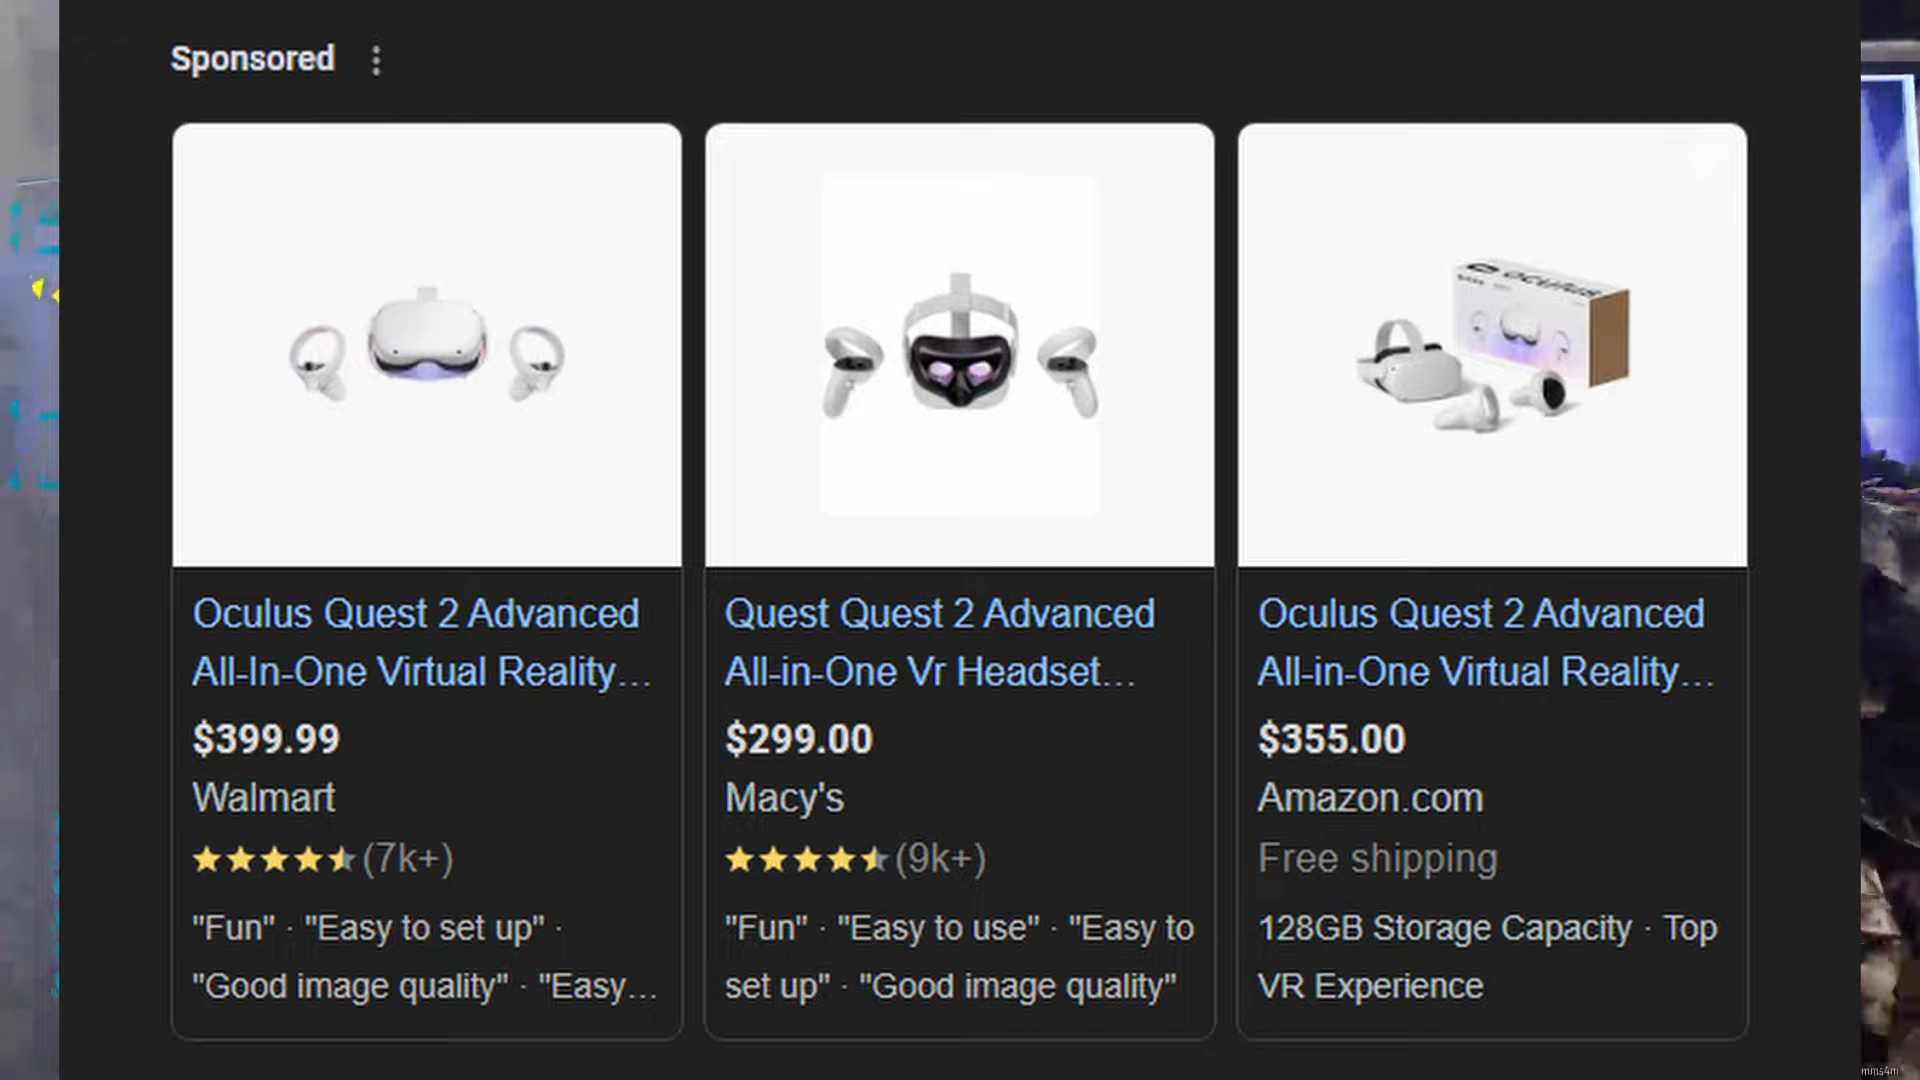 Sponsored
Oculus Quest 2 Advanced
All-In-One Virtual Reality...
$399.99
Walmart
(7k+)
"Fun" · "Easy to set up" ·
"Good image quality" · "Easy...
Quest Quest 2 Advanced
All-in-One Vr Headset...
$299.00
Macy's
(9k+)
"Fun" · "Easy to use" · "Easy to
set up" · "Good image quality"
OCULUS
Oculus Quest 2 Advanced
All-in-One Virtual Reality...
$355.00
Amazon.com
Free shipping
128GB Storage Capacity · Top
VR Experience